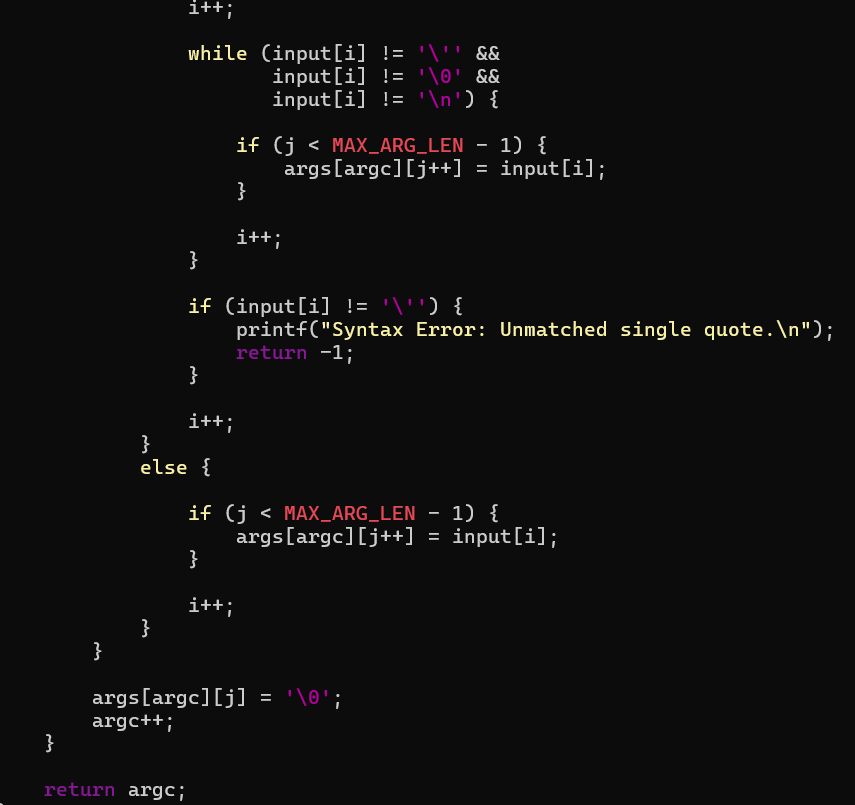 i++;
while (input[i] != '\'' &&
input[i] != '\0' &&
input[i] != '\n') {
if (j < MAX_ARG_LEN - 1) {
args[argc][j++] = input[i];
}
i++;
}
if (input[i] != '\'') {
printf("Syntax Error: Unmatched single quote.\n");
return -1;
}
i++;
}
else {
if (j < MAX_ARG_LEN - 1) {
args[argc][j++] = input[i];
}
i++;
}
}
args[argc][j] = '\0';
argc++;
}
return argc;